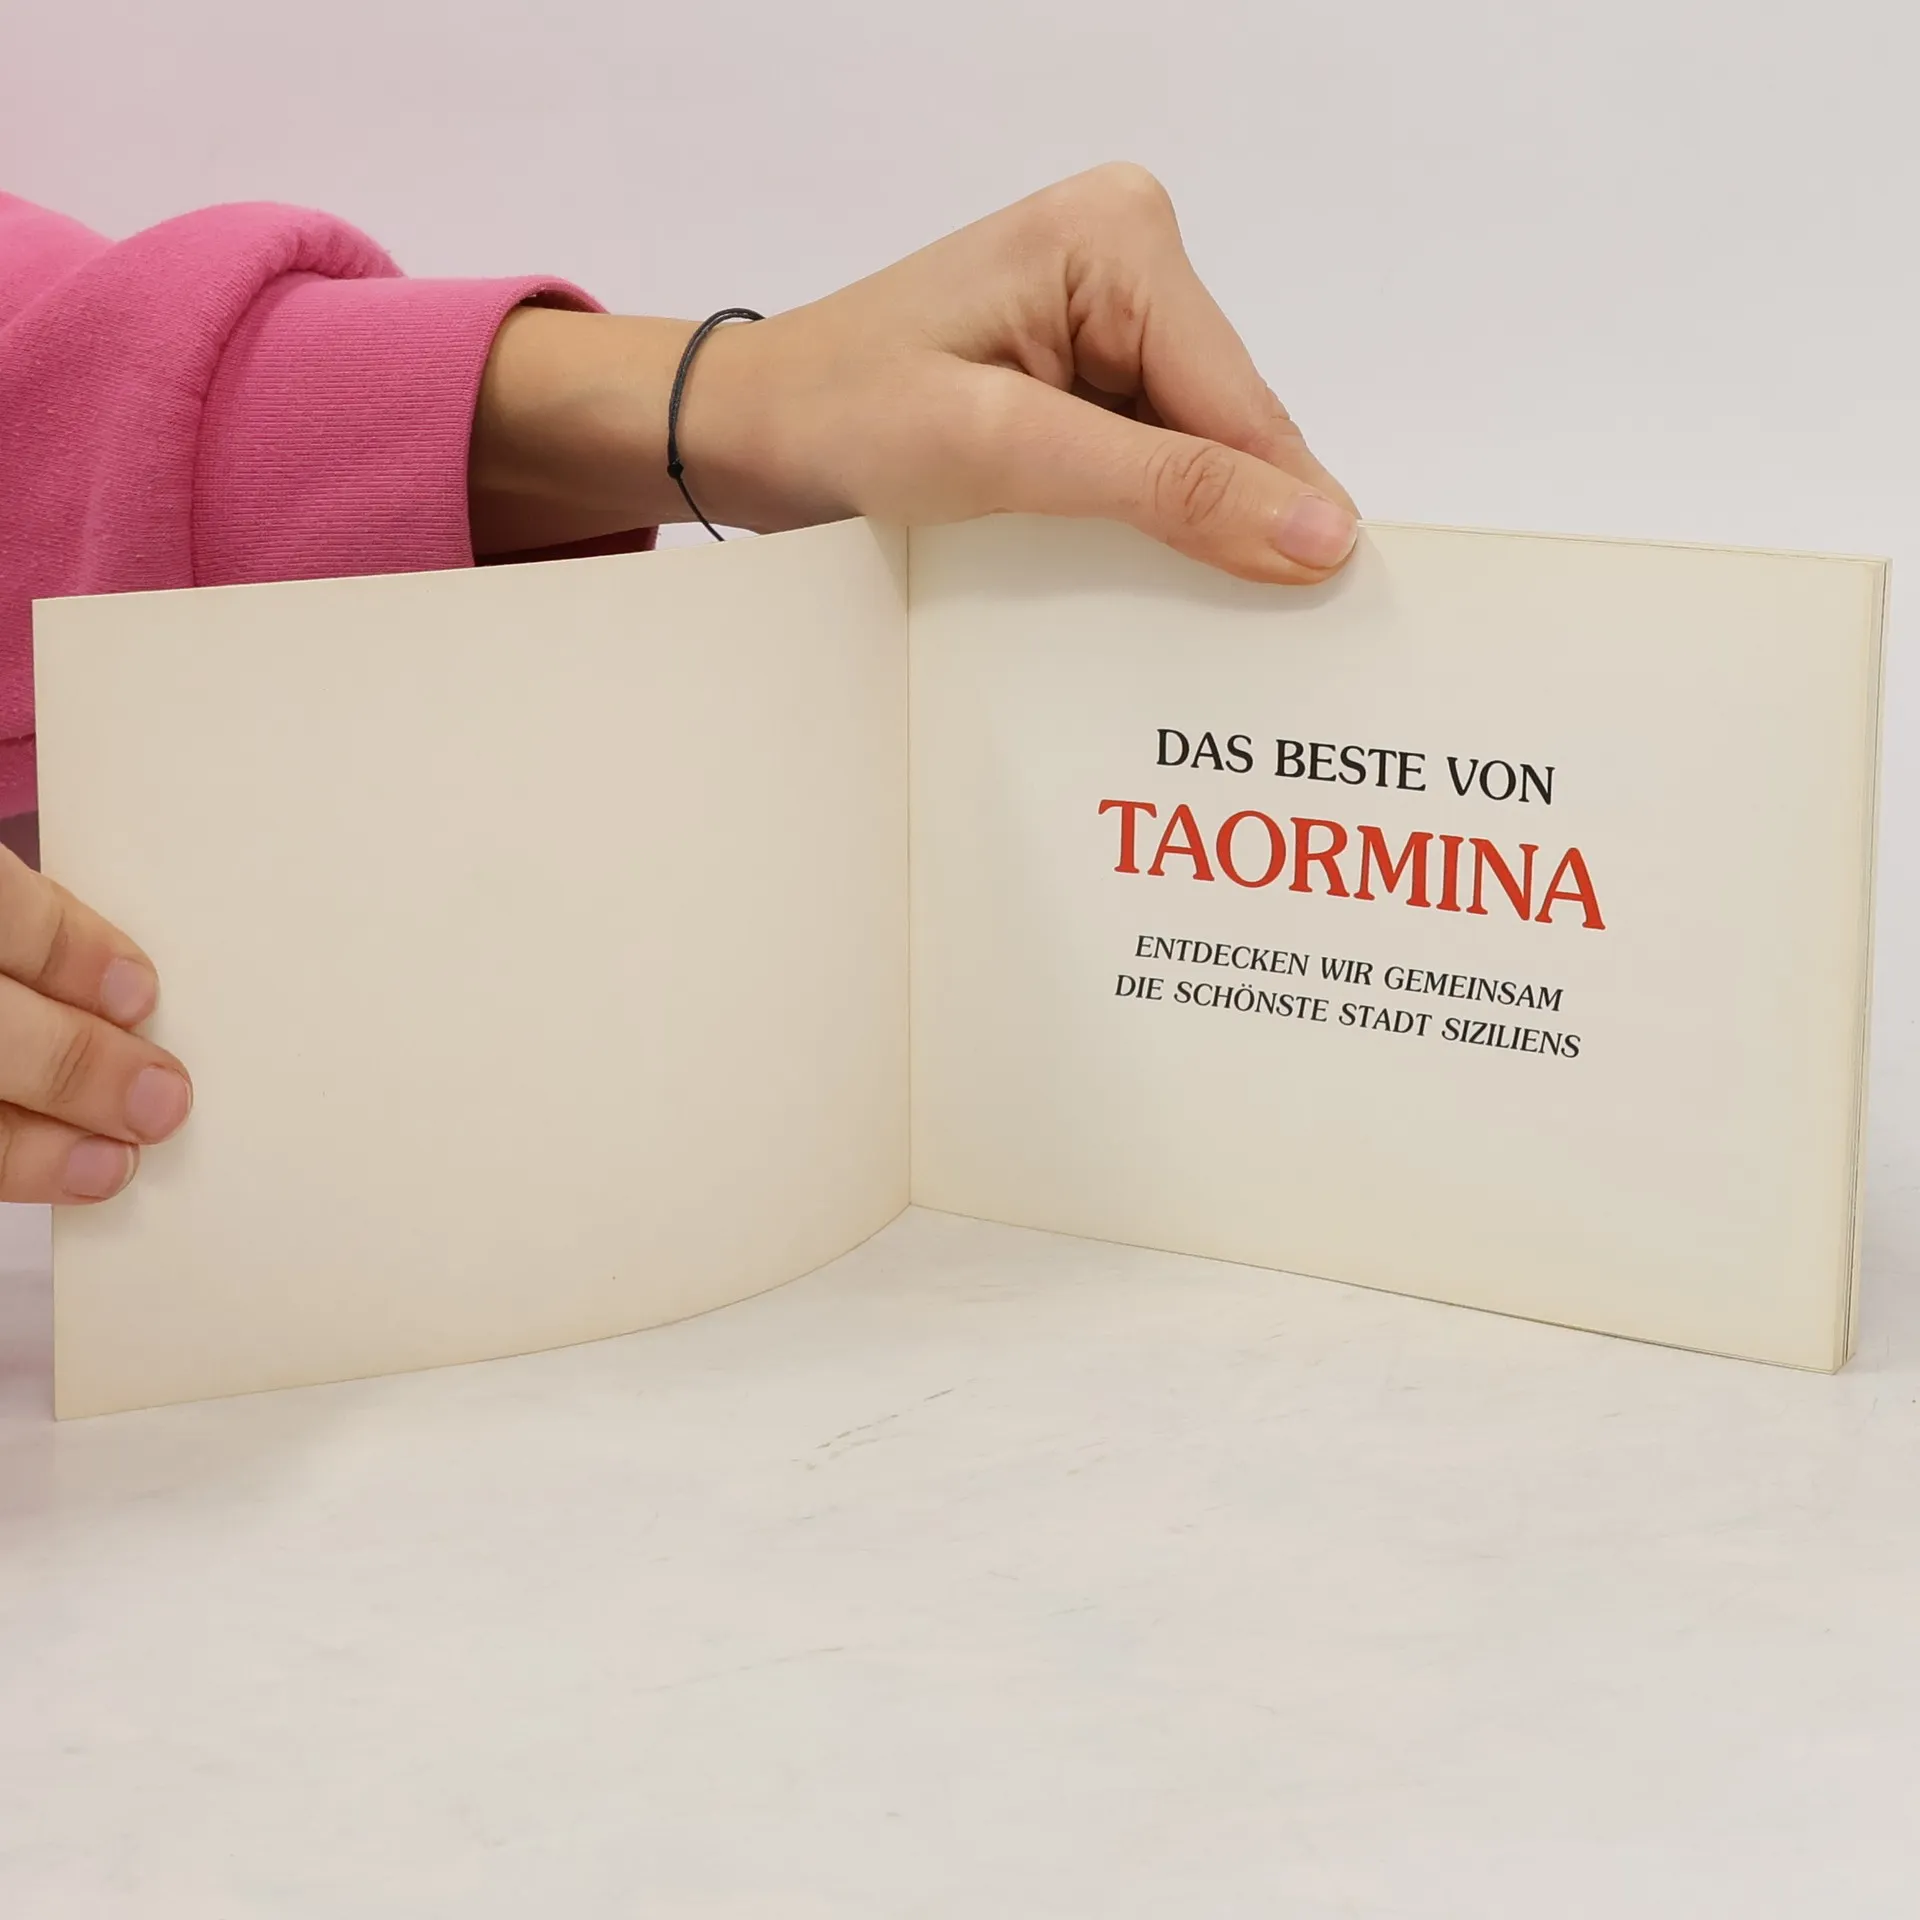 DAS BESTE VON
TAORMINA
ENTDECKEN WIR GEMEINSAM
DIE SCHÖNSTE STADT SIZILIENS